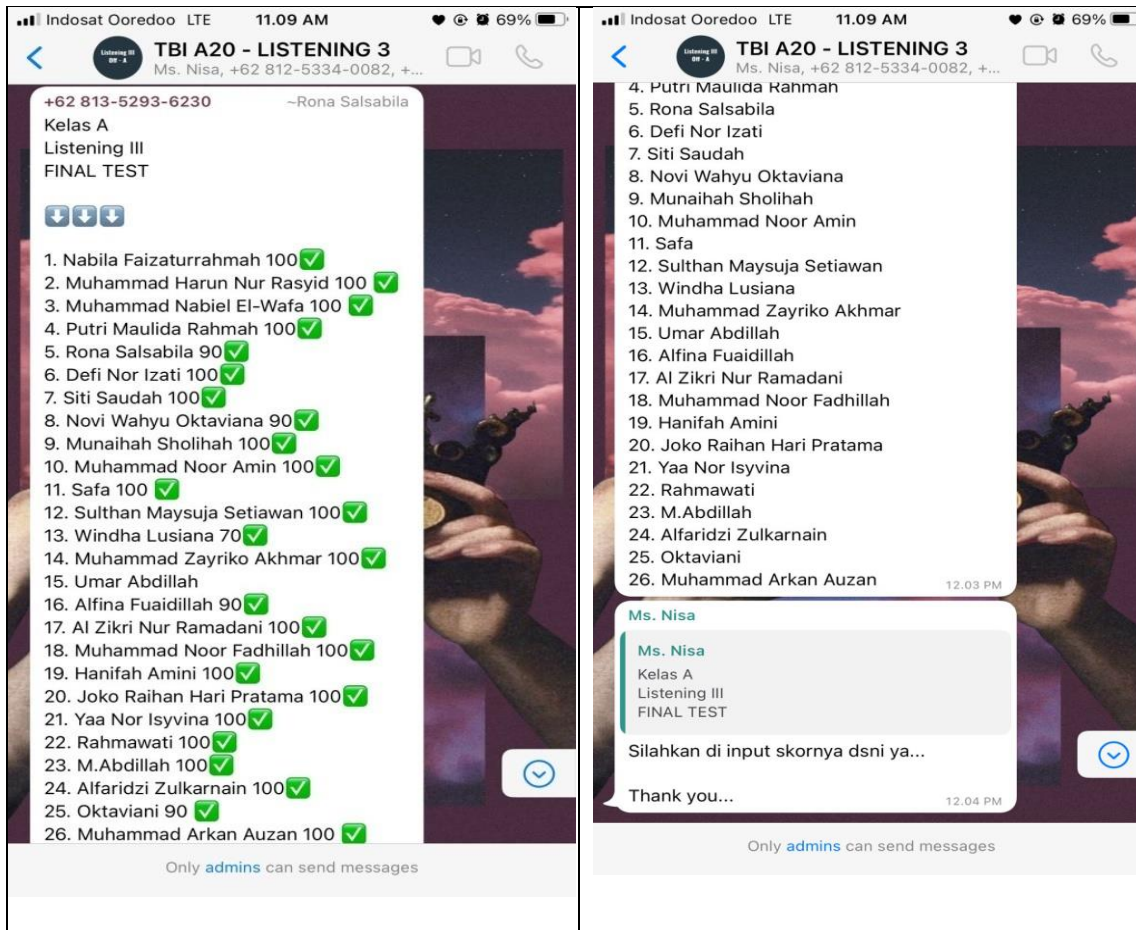 Indosat Ooredoo LTE 11.09 AM 69%
TBI A20 - LISTENING 3
Ms. Nisa, +62 812-5334-0082, +...
+62 813-5293-6230 ~Rona Salsabila
Kelas A
Listening III
FINAL TEST
⬇️⬇️⬇️
1. Nabila Faizaturrahmah 100✅
2. Muhammad Harun Nur Rasyid 100 ✅
3. Muhammad Nabiel El-Wafa 100 ✅
4. Putri Maulida Rahmah 100✅
5. Rona Salsabila 90✅
6. Defi Nor Izati 100✅
7. Siti Saudah 100✅
8. Novi Wahyu Oktaviana 90✅
9. Munaihah Sholihah 100✅
10. Muhammad Noor Amin 100✅
11. Safa 100 ✅
12. Sulthan Maysuja Setiawan 100✅
13. Windha Lusiana 70✅
14. Muhammad Zayriko Akhmar 100✅
15. Umar Abdillah
16. Alfina Fuaidillah 90✅
17. Al Zikri Nur Ramadani 100✅
18. Muhammad Noor Fadhillah 100✅
19. Hanifah Amini 100✅
20. Joko Raihan Hari Pratama 100✅
21. Yaa Nor Isyvina 100✅
22. Rahmawati 100✅
23. M.Abdillah 100✅
24. Alfaridzi Zulkarnain 100✅
25. Oktaviani 90 ✅
26. Muhammad Arkan Auzan 100 ✅
Only admins can send messages
Indosat Ooredoo LTE 11.09 AM 69%
TBI A20 - LISTENING 3
Ms. Nisa, +62 812-5334-0082, +...
4. Putri Maulida Rahmah
5. Rona Salsabila
6. Defi Nor Izati
7. Siti Saudah
8. Novi Wahyu Oktaviana
9. Munaihah Sholihah
10. Muhammad Noor Amin
11. Safa
12. Sulthan Maysuja Setiawan
13. Windha Lusiana
14. Muhammad Zayriko Akhmar
15. Umar Abdillah
16. Alfina Fuaidillah
17. Al Zikri Nur Ramadani
18. Muhammad Noor Fadhillah
19. Hanifah Amini
20. Joko Raihan Hari Pratama
21. Yaa Nor Isyvina
22. Rahmawati
23. M.Abdillah
24. Alfaridzi Zulkarnain
25. Oktaviani
26. Muhammad Arkan Auzan 12.03 PM
Ms. Nisa
Ms. Nisa
Kelas A
Listening III
FINAL TEST
Silahkan di input skornya dsni ya...
Thank you... 12.04 PM
Only admins can send messages